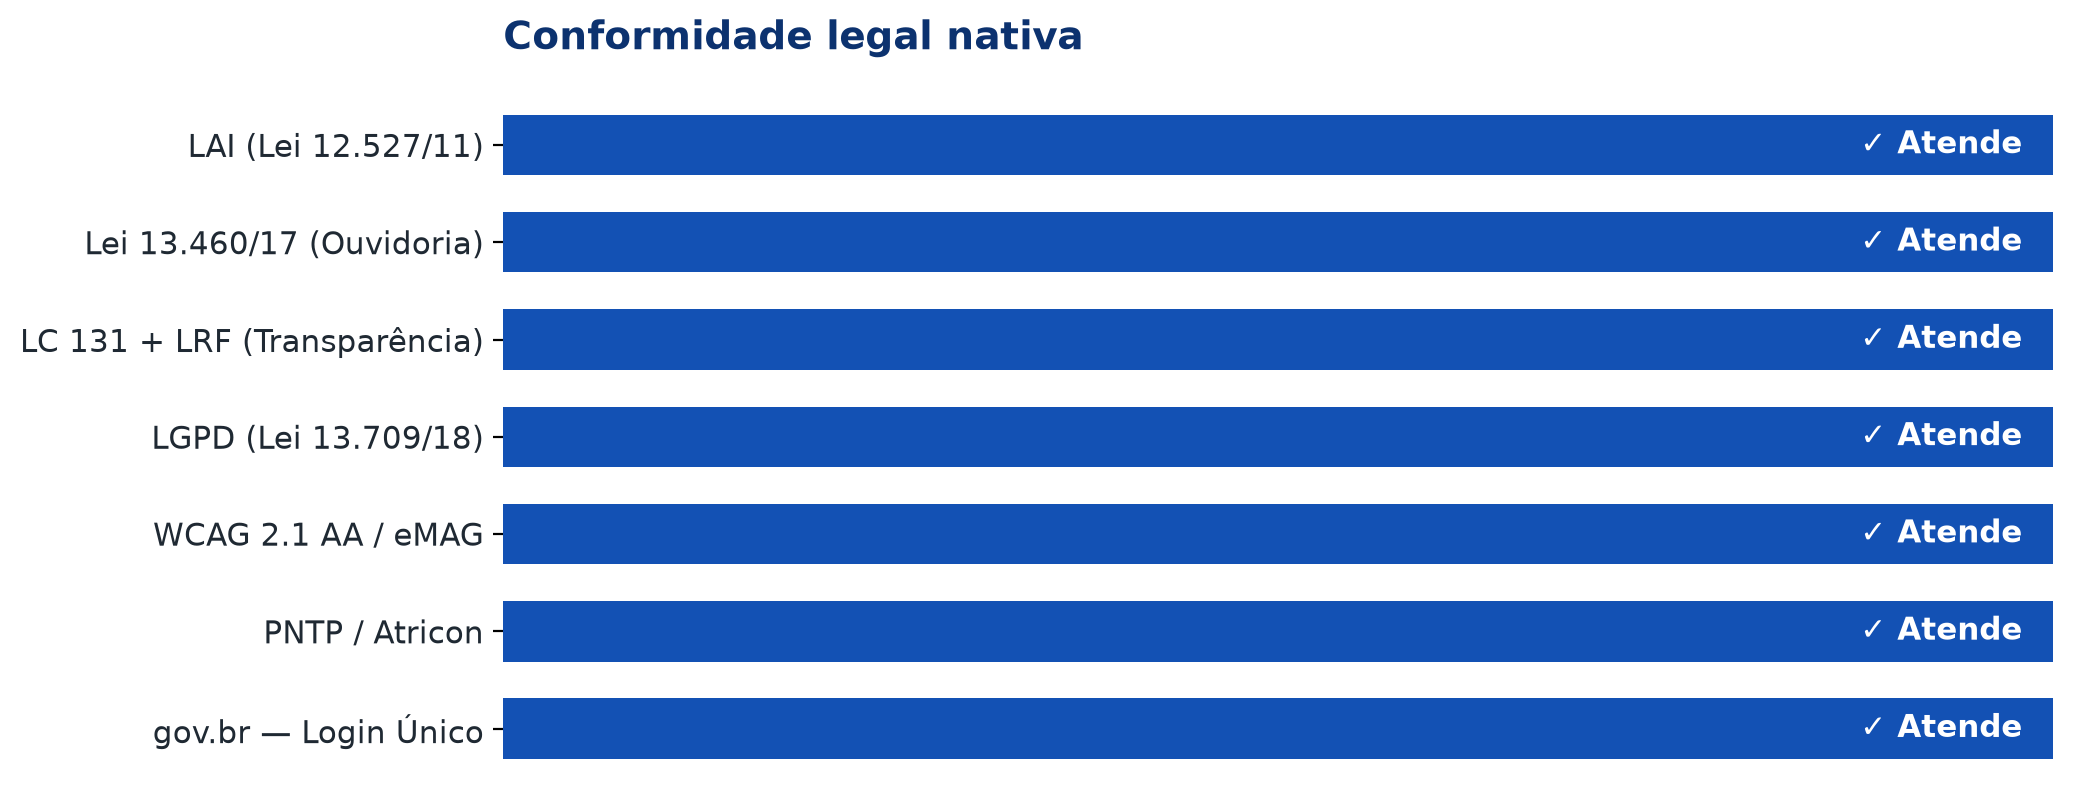 Conformidade legal nativa
LAI (Lei 12.527/11) ✓ Atende
Lei 13.460/17 (Ouvidoria) ✓ Atende
LC 131 + LRF (Transparência) ✓ Atende
LGPD (Lei 13.709/18) ✓ Atende
WCAG 2.1 AA / eMAG ✓ Atende
PNTP / Atricon ✓ Atende
gov.br — Login Único ✓ Atende